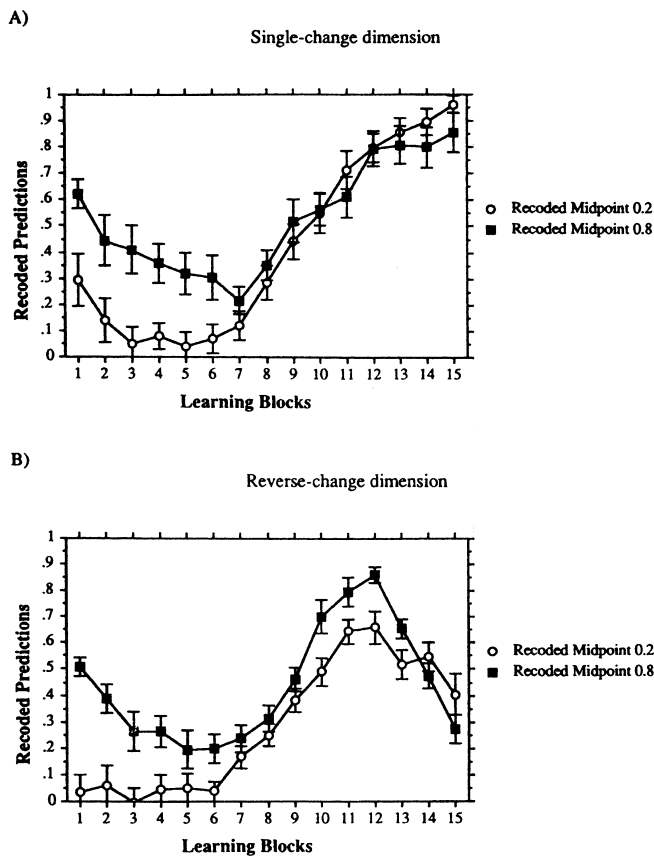 A)
Single-change dimension
1
.9
.8
.7
.6
.5
.4
.3
.2
.1
0
Recoded Predictions
1 2 3 4 5 6 7 8 9 10 11 12 13 14 15
Learning Blocks
Recoded Midpoint 0.2
Recoded Midpoint 0.8
B)
Reverse-change dimension
1
.9
.8
.7
.6
.5
.4
.3
.2
.1
0
Recoded Predictions
1 2 3 4 5 6 7 8 9 10 11 12 13 14 15
Learning Blocks
Recoded Midpoint 0.2
Recoded Midpoint 0.8